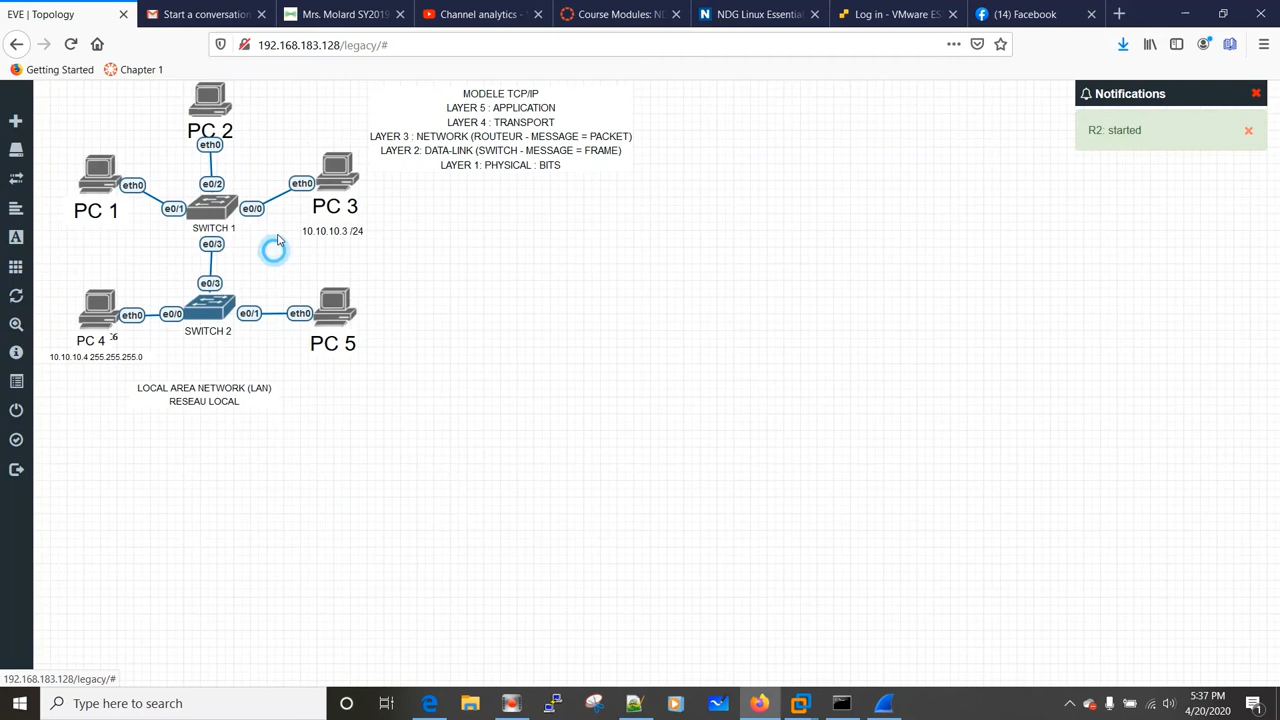 EVE | Topology
Start a conversation
Mrs. Molard SY2019
Channel analytics -
Course Modules: ND
NDG Linux Essentia
Log in - VMware ES
(14) Facebook
192.168.183.128/legacy/#
Getting Started
Chapter 1
PC 2
eth0
e0/2
PC 1
eth0
e0/1
SWITCH 1
e0/0
eth0
PC 3
10.10.10.3 /24
e0/3
e0/3
PC 4
10.10.10.4 255.255.255.0
eth0
e0/0
SWITCH 2
e0/1
eth0
PC 5
LOCAL AREA NETWORK (LAN)
RESEAU LOCAL
MODELE TCP/IP
LAYER 5 : APPLICATION
LAYER 4 : TRANSPORT
LAYER 3 : NETWORK (ROUTEUR - MESSAGE = PACKET)
LAYER 2: DATA-LINK (SWITCH - MESSAGE = FRAME)
LAYER 1: PHYSICAL : BITS
Notifications
R2: started
192.168.183.128/legacy/#
Type here to search
5:37 PM
4/20/2020